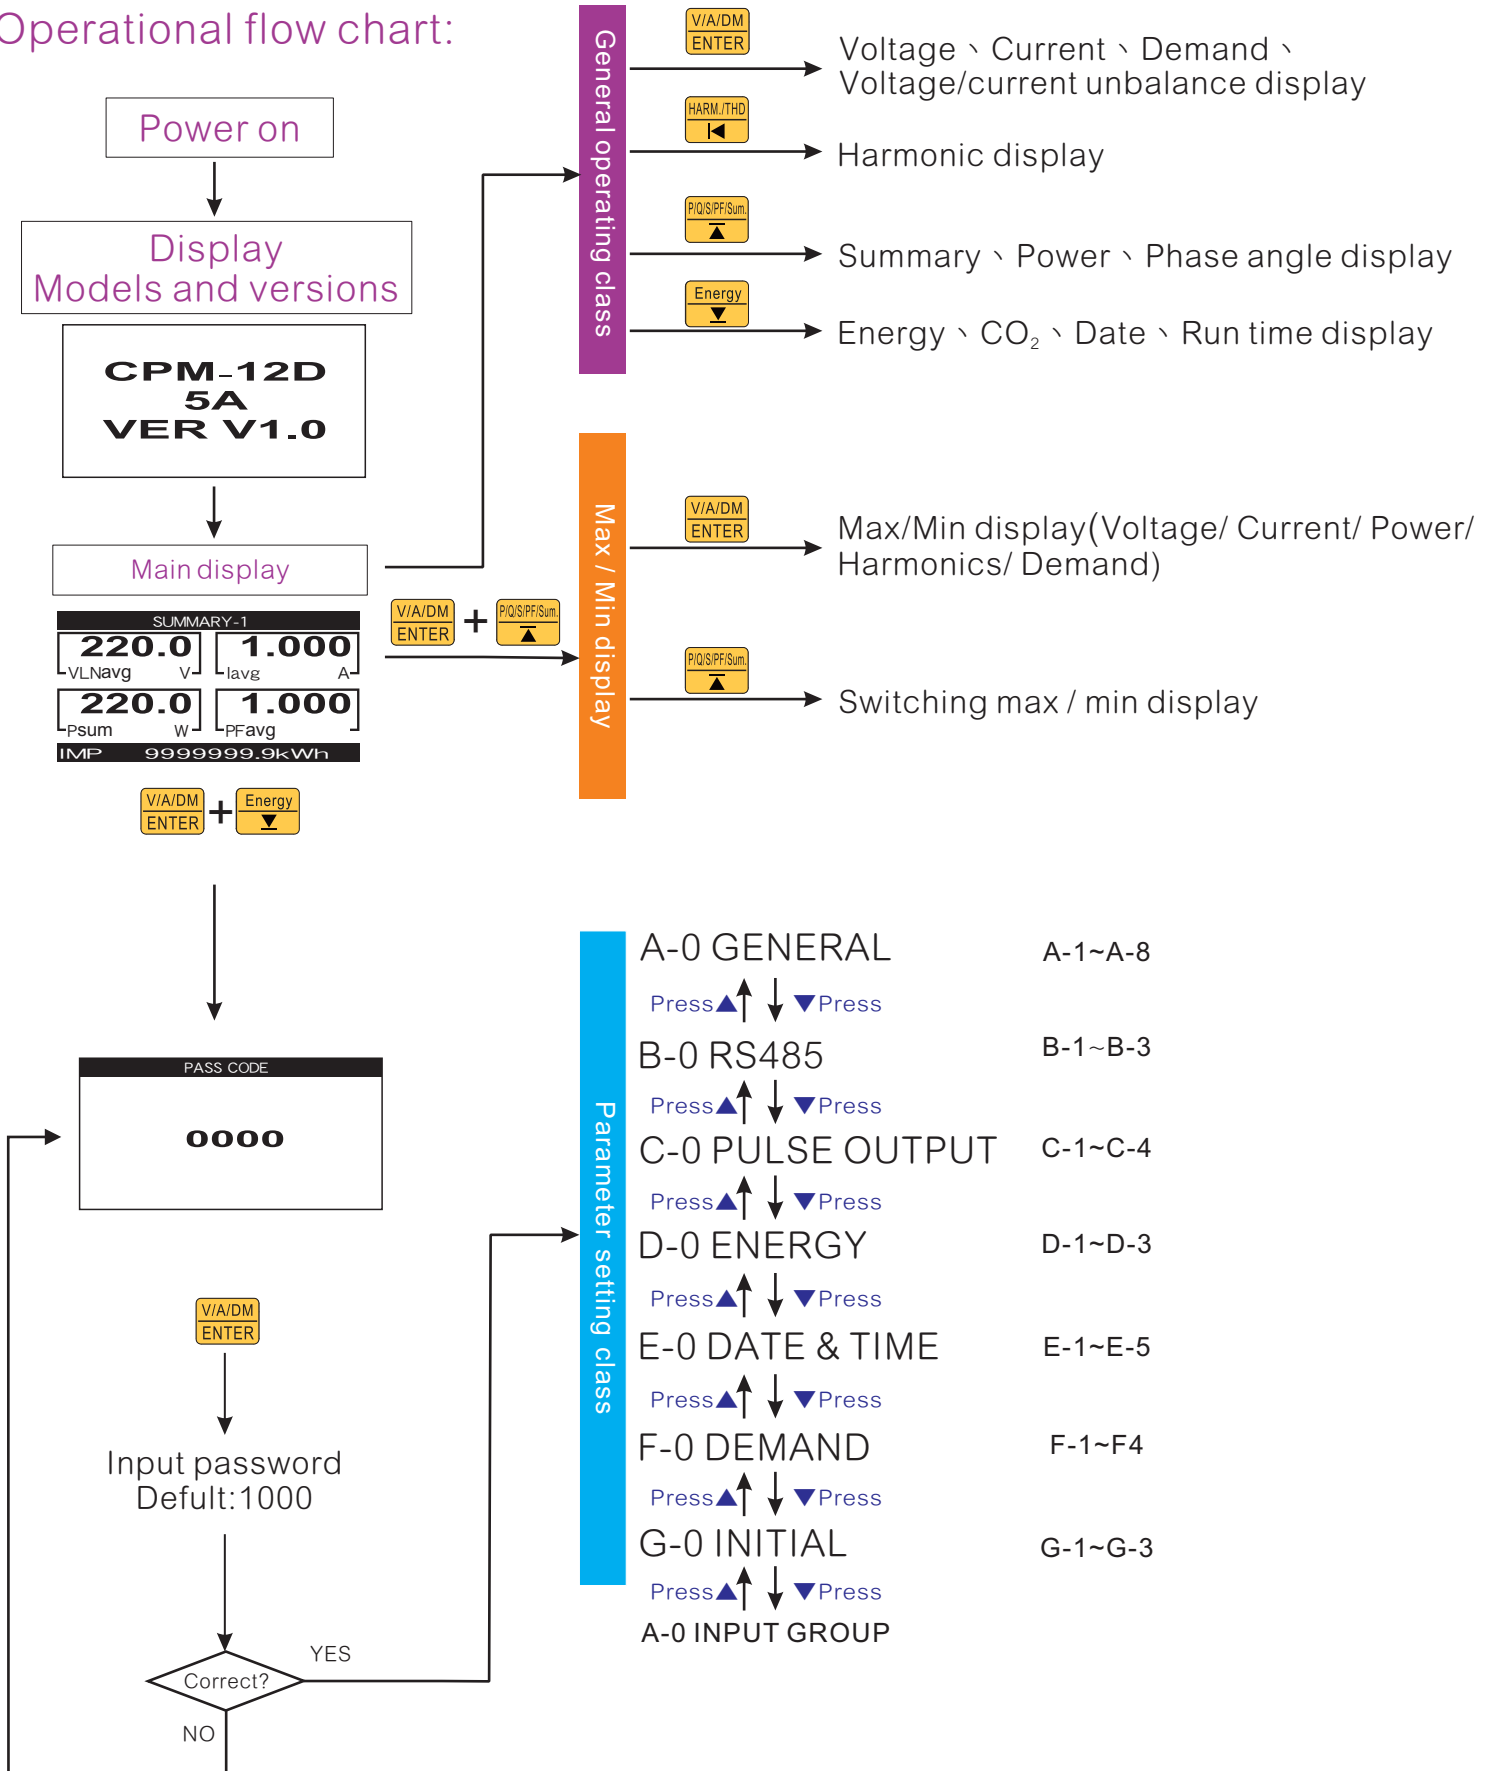 Operational flow chart:
Power on
Display
Models and versions
CPM-12D
5A
VER V1.0
Main display
SUMMARY-1
220.0 1.000
VLNavg V Iavg A
220.0 1.000
Psum W PFavg
IMP 9999999.9kWh
V/A/DM
ENTER
+
Energy
V/A/DM
ENTER
+
P/Q/S/PF/Sum.
General operating class
V/A/DM
ENTER
Voltage、Current、Demand、
Voltage/current unbalance display
HARM./THD
Harmonic display
P/Q/S/PF/Sum.
Summary、Power、Phase angle display
Energy
Energy、CO₂、Date、Run time display
Max / Min display
V/A/DM
ENTER
Max/Min display(Voltage/ Current/ Power/
Harmonics/ Demand)
P/Q/S/PF/Sum.
Switching max / min display
PASS CODE
0000
V/A/DM
ENTER
Input password
Defult:1000
Correct?
YES
NO
Parameter setting class
A-0 GENERAL A-1~A-8
Press▲ ▼Press
B-0 RS485 B-1~B-3
Press▲ ▼Press
C-0 PULSE OUTPUT C-1~C-4
Press▲ ▼Press
D-0 ENERGY D-1~D-3
Press▲ ▼Press
E-0 DATE & TIME E-1~E-5
Press▲ ▼Press
F-0 DEMAND F-1~F4
Press▲ ▼Press
G-0 INITIAL G-1~G-3
Press▲ ▼Press
A-0 INPUT GROUP